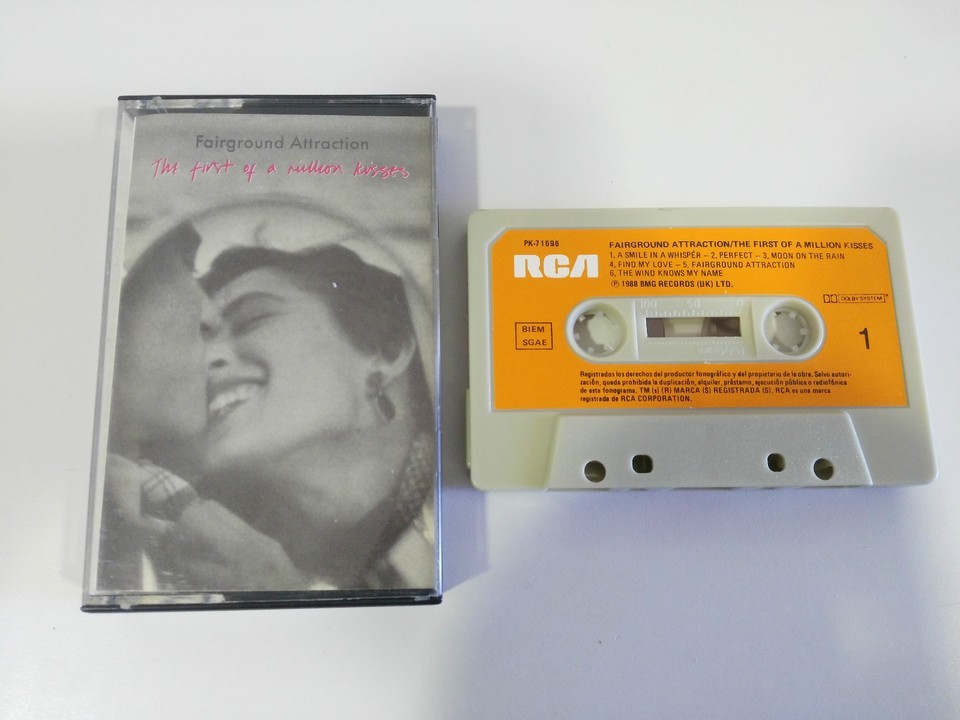 Fairground Attraction
The first of a million kisses
PK-71696
RCA
FAIRGROUND ATTRACTION/THE FIRST OF A MILLION KISSES
1. A SMILE IN A WHISPÊR – 2. PERFECT – 3. MOON ON THE RAIN
4. FIND MY LOVE – 5. FAIRGROUND ATTRACTION
6. THE WIND KNOWS MY NAME
Ⓟ 1988 BMG RECORDS (UK) LTD.
DOLBY SYSTEM
100 50 0
BIEM
SGAE
1
Registrados los derechos del productor fonográfico y del propietario de la obra. Salvo autori-
zación, queda prohibida la duplicación, alquiler, préstamo, ejecución pública o radiofónica
de este fonograma. TM (s) (R) MARCA (S) REGISTRADA (S). RCA es una marca
registrada de RCA CORPORATION.